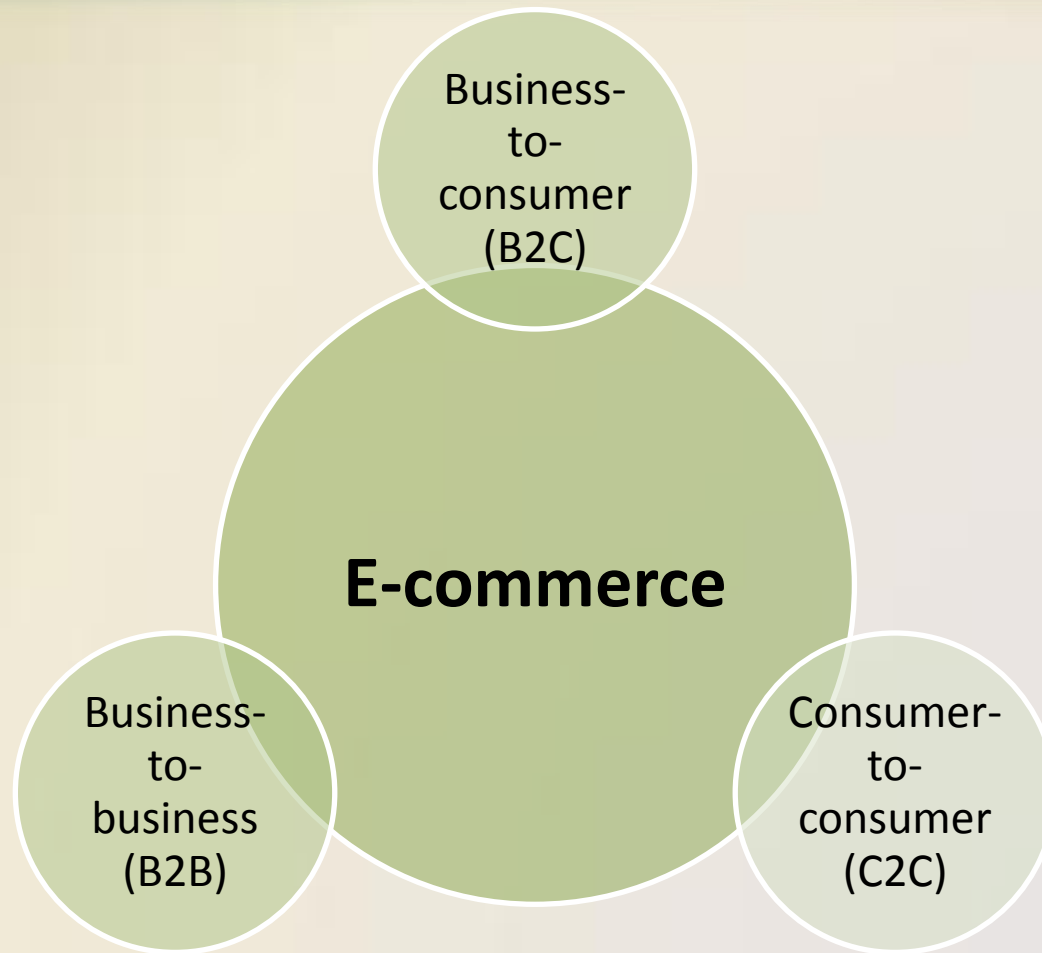 Business-
to-
consumer
(B2C)
E-commerce
Business-
to-
business
(B2B)
Consumer-
to-
consumer
(C2C)